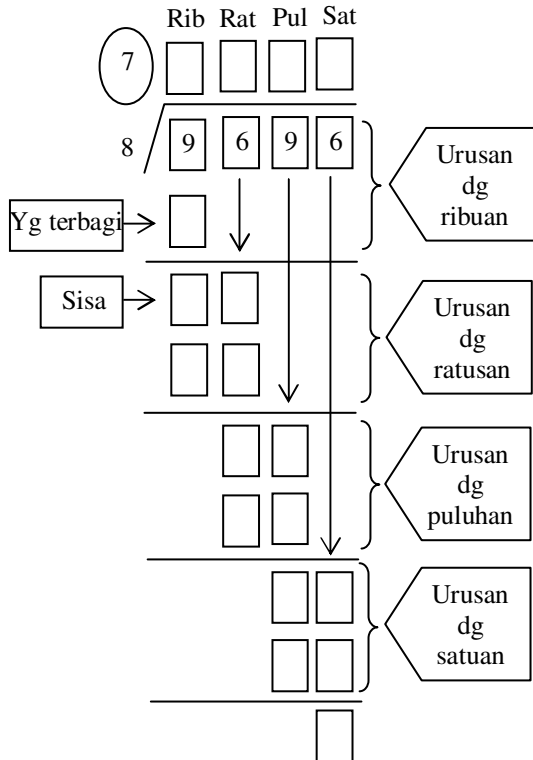 Rib Rat Pul Sat
7
8 9 6 9 6
Urusan
dg
ribuan
Yg terbagi
Sisa
Urusan
dg
ratusan
Urusan
dg
puluhan
Urusan
dg
satuan